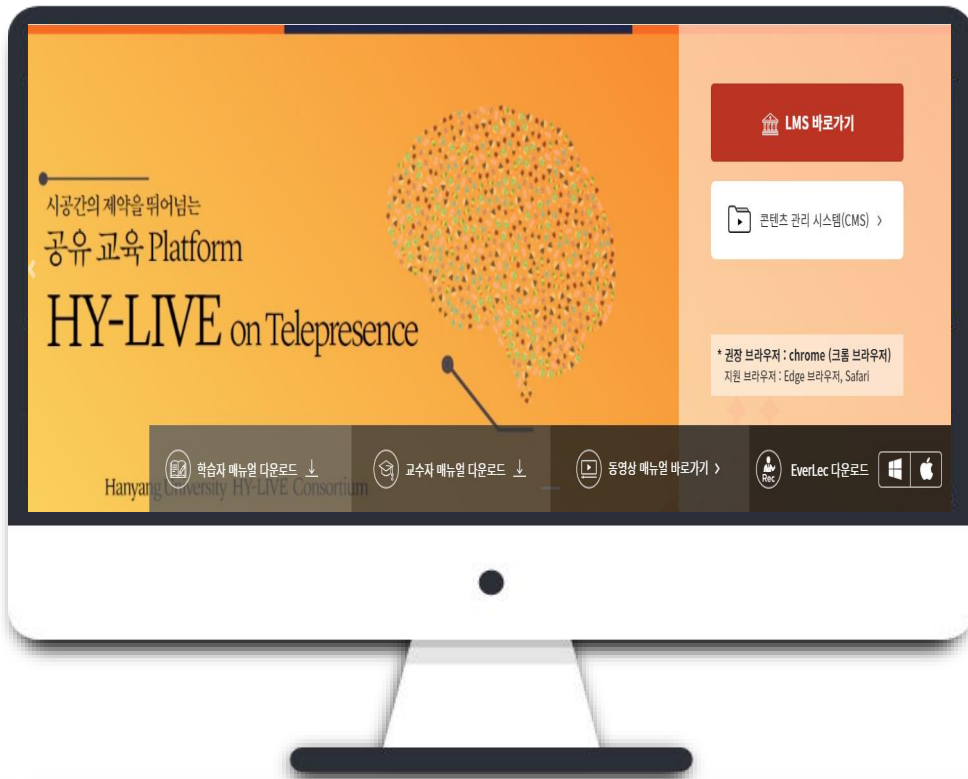 시공간의 제약을 뛰어넘는
공유 교육 Platform
HY-LIVE on Telepresence
Hanyang University HY-LIVE Consortium
LMS 바로가기
콘텐츠 관리 시스템(CMS) >
* 권장 브라우저 : chrome (크롬 브라우저)
지원 브라우저 : Edge 브라우저, Safari
학습자 매뉴얼 다운로드
교수자 매뉴얼 다운로드
동영상 매뉴얼 바로가기 >
Rec
EverLec 다운로드